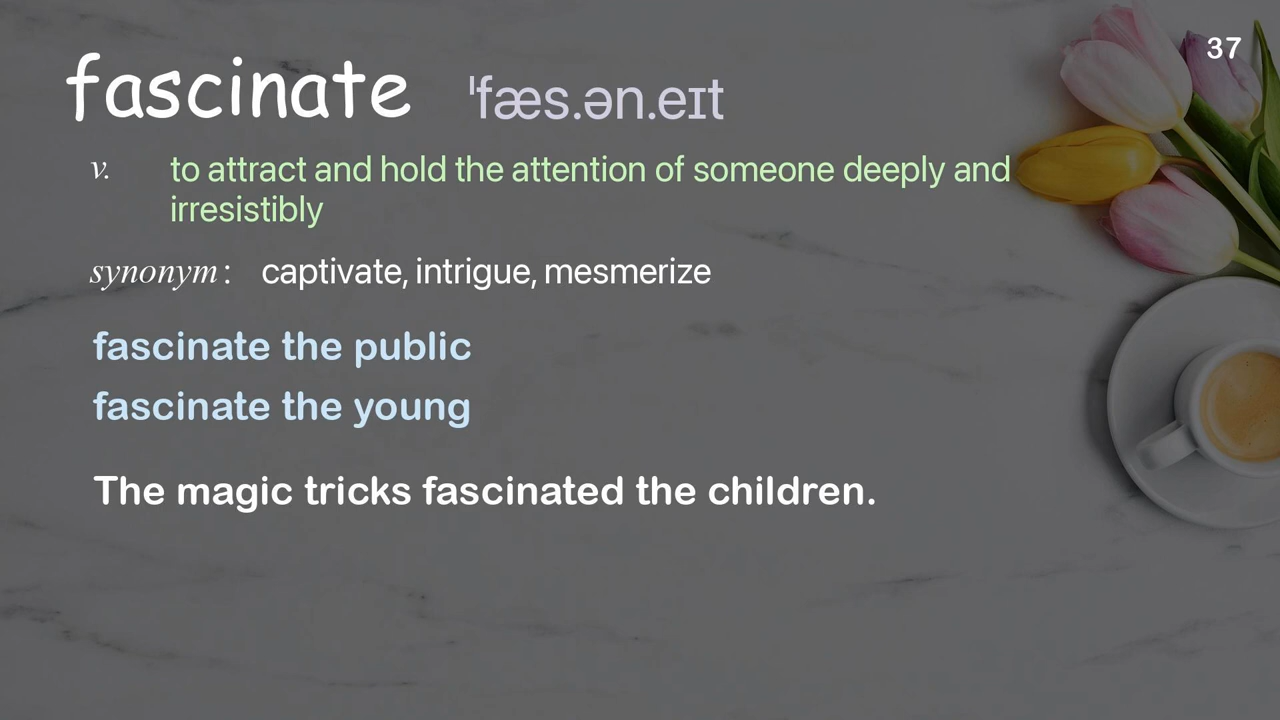 37
fascinate ˈfæs.ən.eɪt
v. to attract and hold the attention of someone deeply and
irresistibly
synonym: captivate, intrigue, mesmerize
fascinate the public
fascinate the young
The magic tricks fascinated the children.